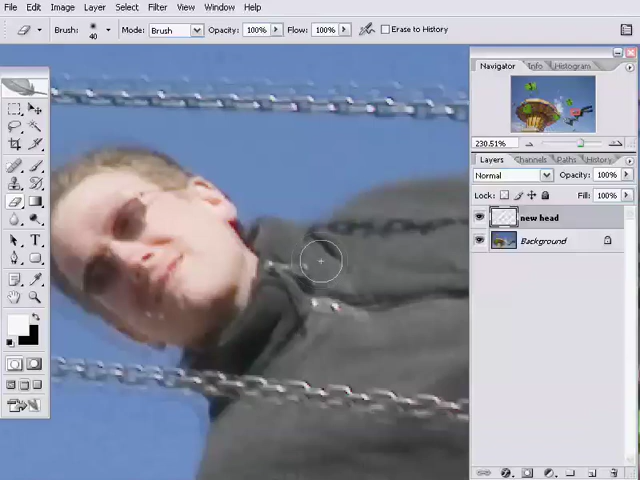 File Edit Image Layer Select Filter View Window Help
Brush: 40 Mode: Brush Opacity: 100% Flow: 100% Erase to History
Navigator Info Histogram
230.51%
Layers Channels Paths History
Normal Opacity: 100%
Lock: Fill: 100%
new head
Background
T